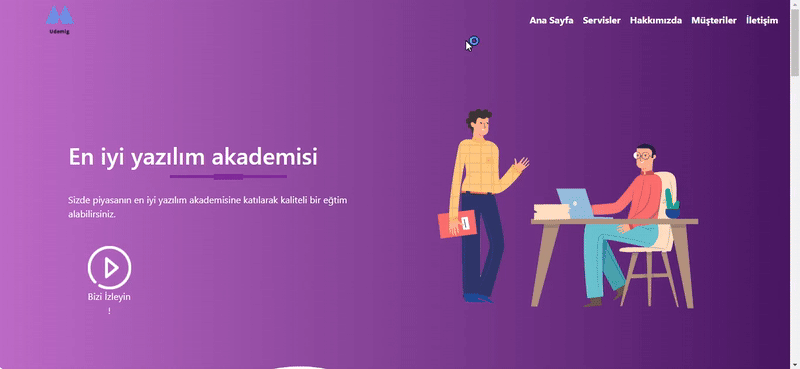 Udemig
Ana Sayfa Servisler Hakkımızda Müşteriler İletişim
En iyi yazılım akademisi
Sizde piyasanın en iyi yazılım akademisine katılarak kaliteli bir eğtim
alabilirsiniz.
Bizi İzleyin
!